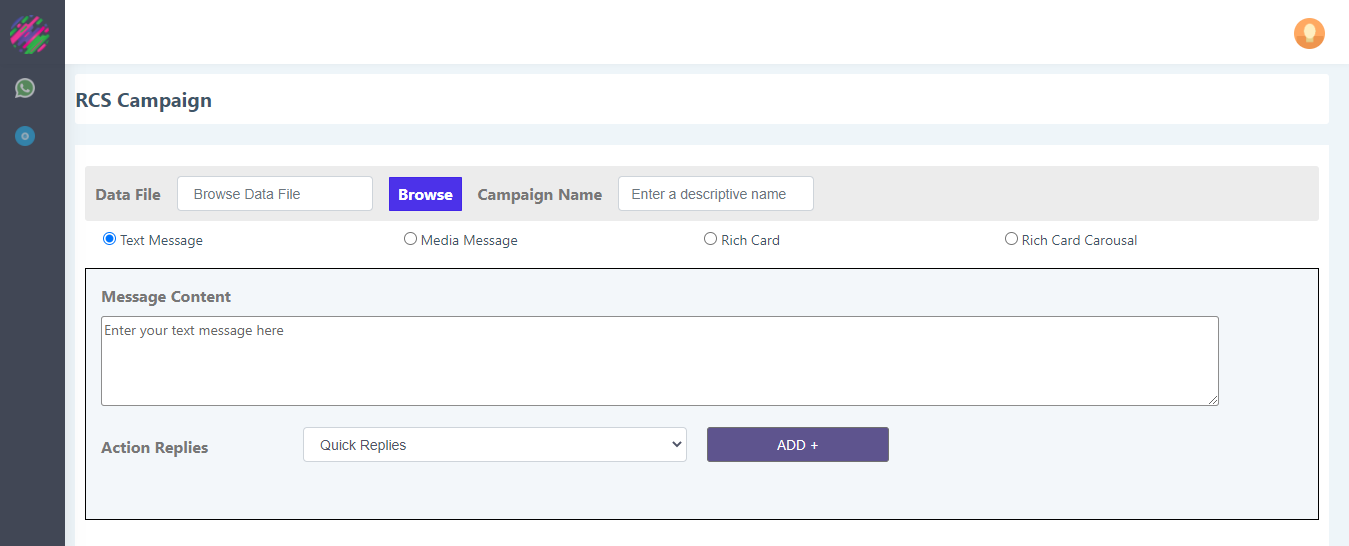 RCS Campaign
Data File Browse Data File Browse Campaign Name Enter a descriptive name
Text Message Media Message Rich Card Rich Card Carousal
Message Content
Enter your text message here
Action Replies Quick Replies ADD +